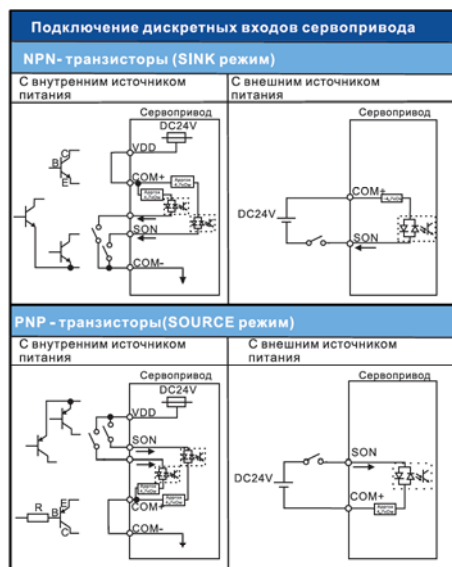 Подключение дискретных входов сервопривода
NPN- транзисторы (SINK режим)
С внутренним источником
питания
С внешним источником
питания
Сервопривод
DC24V
VDD
C
B
E
COM+
SON
COM-
Сервопривод
COM+
DC24V
SON
PNP - транзисторы(SOURCE режим)
С внутренним источником
питания
С внешним источником
питания
Сервопривод
DC24V
VDD
SON
R
E
B
C
COM+
COM-
Сервопривод
SON
DC24V
COM+